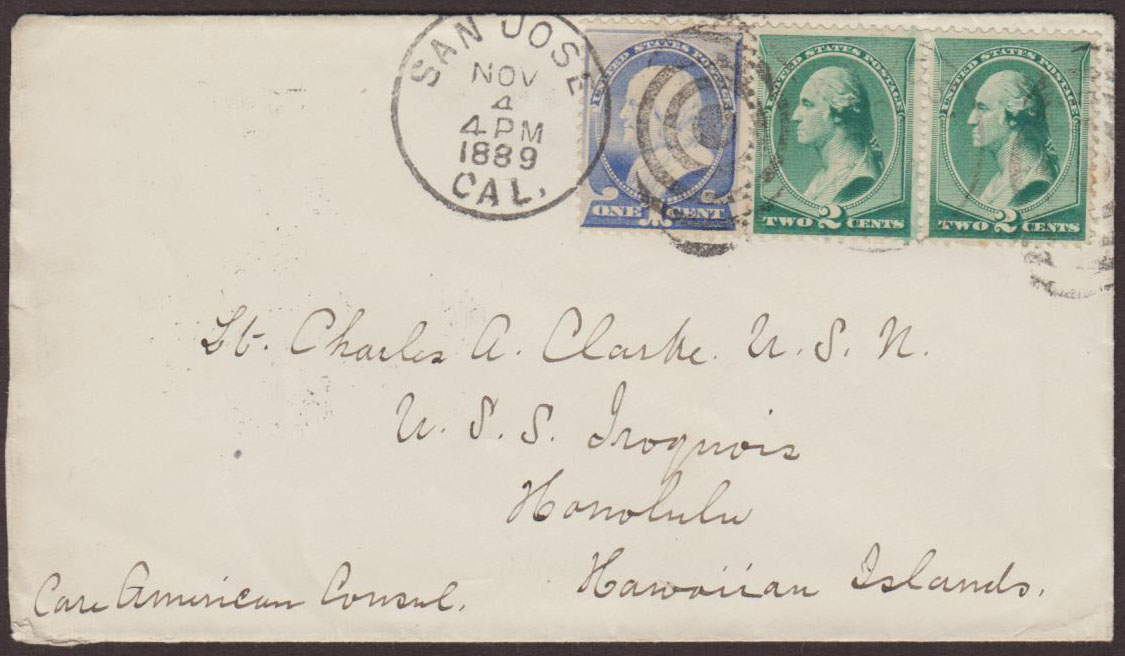 SAN JOSE
NOV
4
4 PM
1889
CAL.
UNITED STATES POSTAGE
ONE 1 CENT
UNITED STATES POSTAGE
TWO 2 CENTS
UNITED STATES POSTAGE
TWO 2 CENTS
Lt. Charles A. Clarke. U. S. N.
U. S. S. Iroquois
Honolulu
Hawaiian Islands.
Care American Consul.